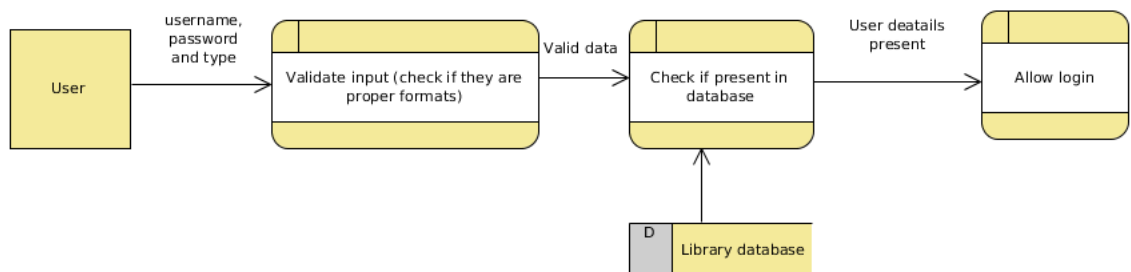 username,
password
and type
User
Validate input (check if they are
proper formats)
Valid data
Check if present in
database
User deatails
present
Allow login
D
Library database